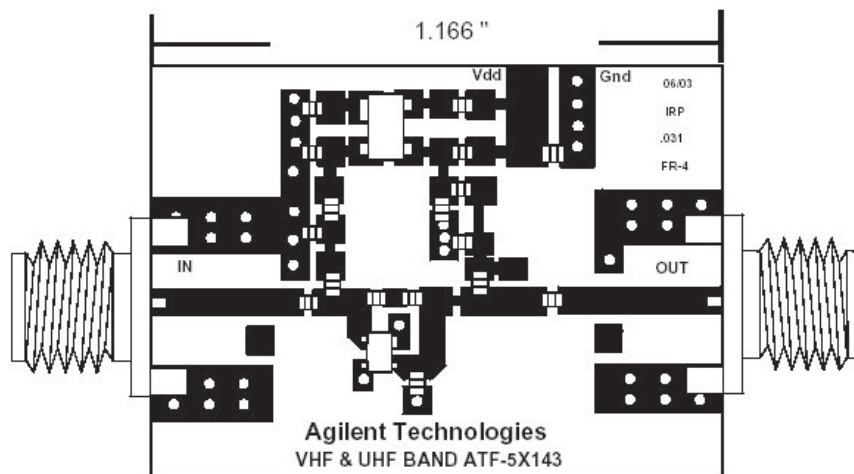 1.166 "
Vdd
Gnd
06/03
IRP
.031
FR-4
IN
OUT
Agilent Technologies
VHF & UHF BAND ATF-5X143